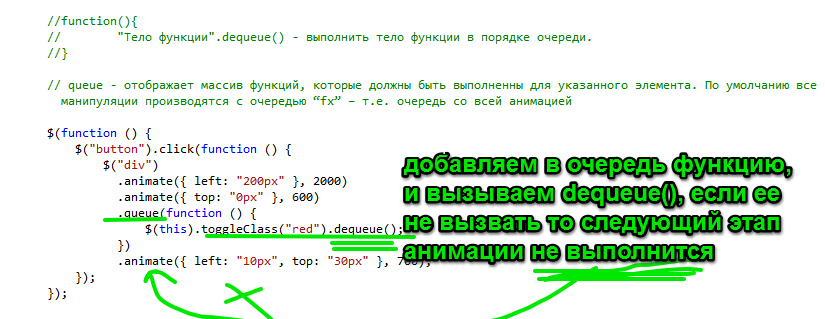 //function(){
//      "Тело функции".dequeue() - выполнить тело функции в порядке очереди.
//}
// queue - отображает массив функций, которые должны быть выполненны для указанного элемента. По умолчанию все
манипуляции производятся с очередью “fx” – т.е. очередь со всей анимацией
$(function () {
$("button").click(function () {
$("div")
.animate({ left: "200px" }, 2000)
.animate({ top: "0px" }, 600)
.queue(function () {
$(this).toggleClass("red").dequeue();
})
.animate({ left: "10px", top: "30px" }, 700);
});
});
добавляем в очередь функцию,
и вызываем dequeue(), если ее
не вызвать то следующий этап
анимации не выполнится